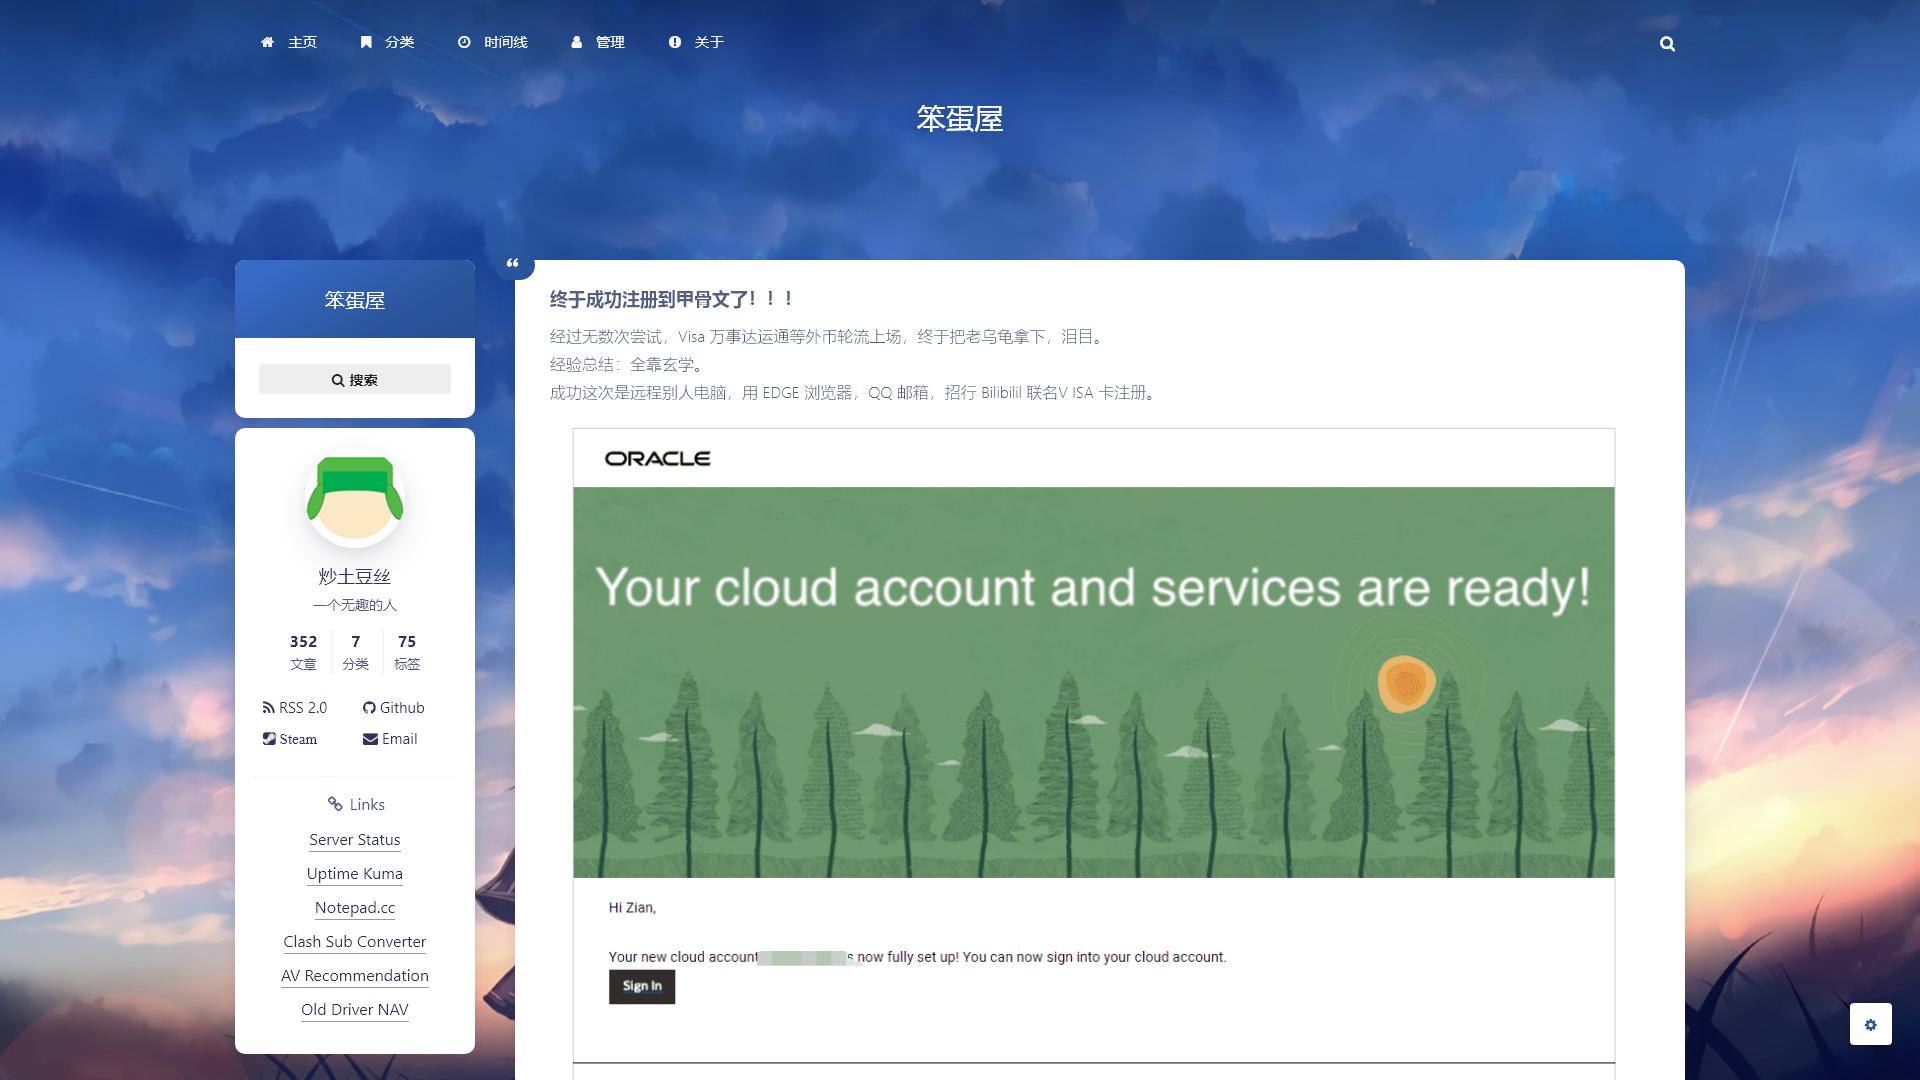 主页
分类
时间线
管理
关于
笨蛋屋
笨蛋屋
搜索
炒土豆丝
一个无趣的人
352
文章
7
分类
75
标签
RSS 2.0
Github
Steam
Email
Links
Server Status
Uptime Kuma
Notepad.cc
Clash Sub Converter
AV Recommendation
Old Driver NAV
终于成功注册到甲骨文了！！！
经过无数次尝试，Visa 万事达运通等外币轮流上场，终于把老乌龟拿下，泪目。
经验总结：全靠玄学。
成功这次是远程别人电脑，用 EDGE 浏览器，QQ 邮箱，招行 Bilibilil 联名V ISA 卡注册。
ORACLE
Your cloud account and services are ready!
Hi Zian,
Your new cloud account s now fully set up! You can now sign into your cloud account.
Sign In